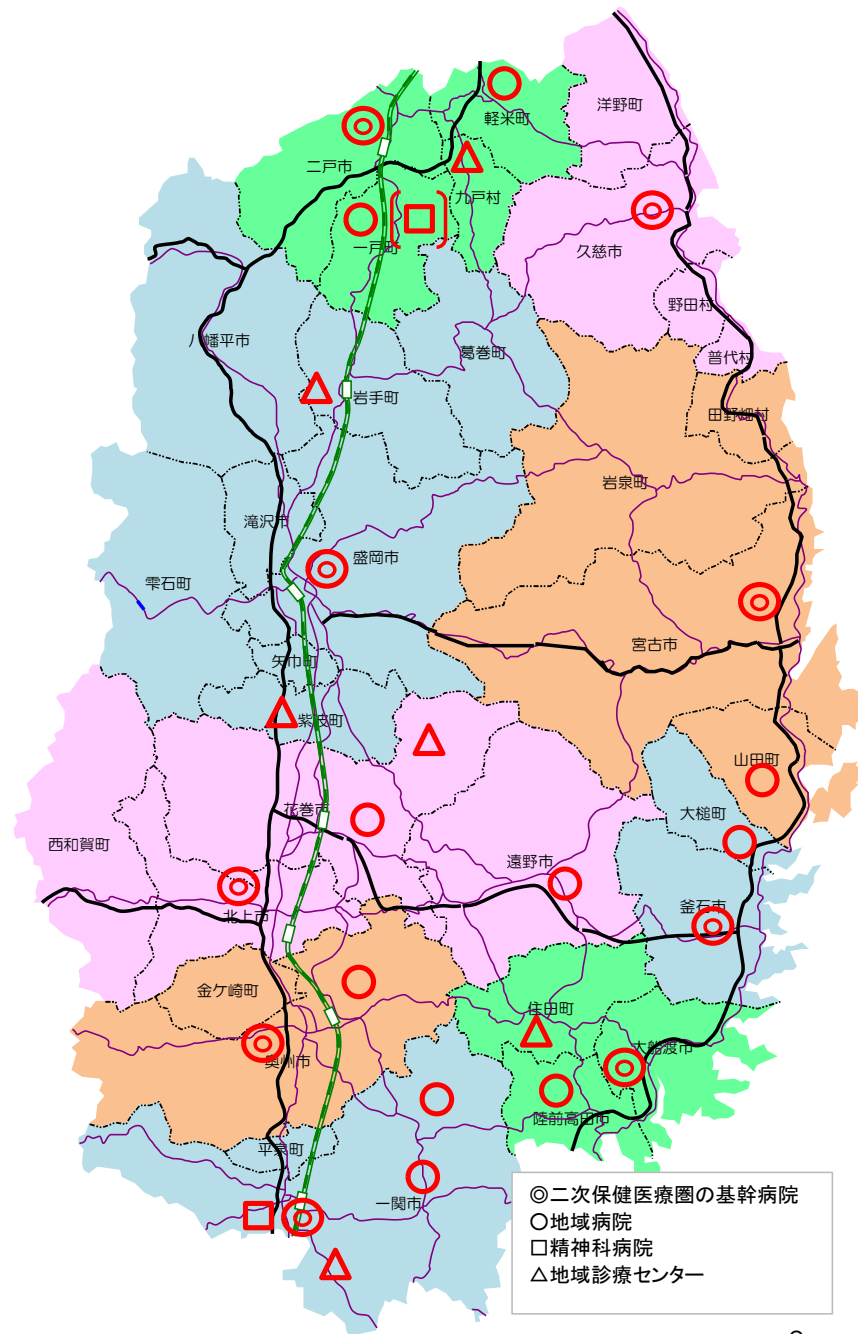 洋野町
軽米町
二戸市
九戸村
一戸町
久慈市
野田村
八幡平市
葛巻町
普代村
岩手町
田野畑村
岩泉町
滝沢市
盛岡市
雫石町
宮古市
矢巾町
紫波町
山田町
花巻市
大槌町
西和賀町
遠野市
釜石市
北上市
金ケ崎町
住田町
奥州市
大船渡市
陸前高田市
平泉町
一関市
◎二次保健医療圏の基幹病院
○地域病院
□精神科病院
△地域診療センター